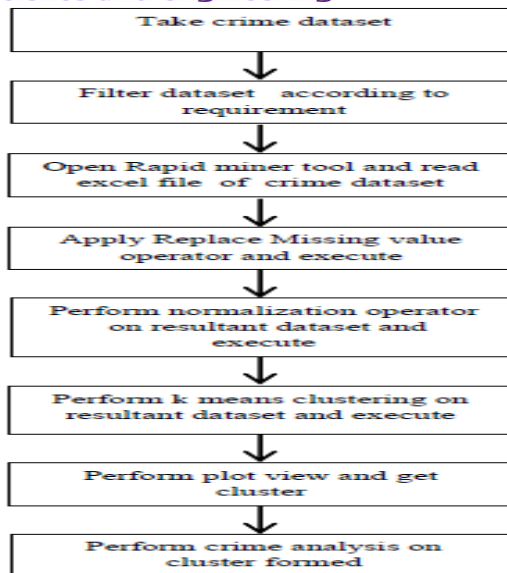 Take crime dataset
Filter dataset according to
requirement
Open Rapid miner tool and read
excel file of crime dataset
Apply Replace Missing value
operator and execute
Perform normalization operator
on resultant dataset and
execute
Perform k means clustering on
resultant dataset and execute
Perform plot view and get
cluster
Perform crime analysis on
cluster formed